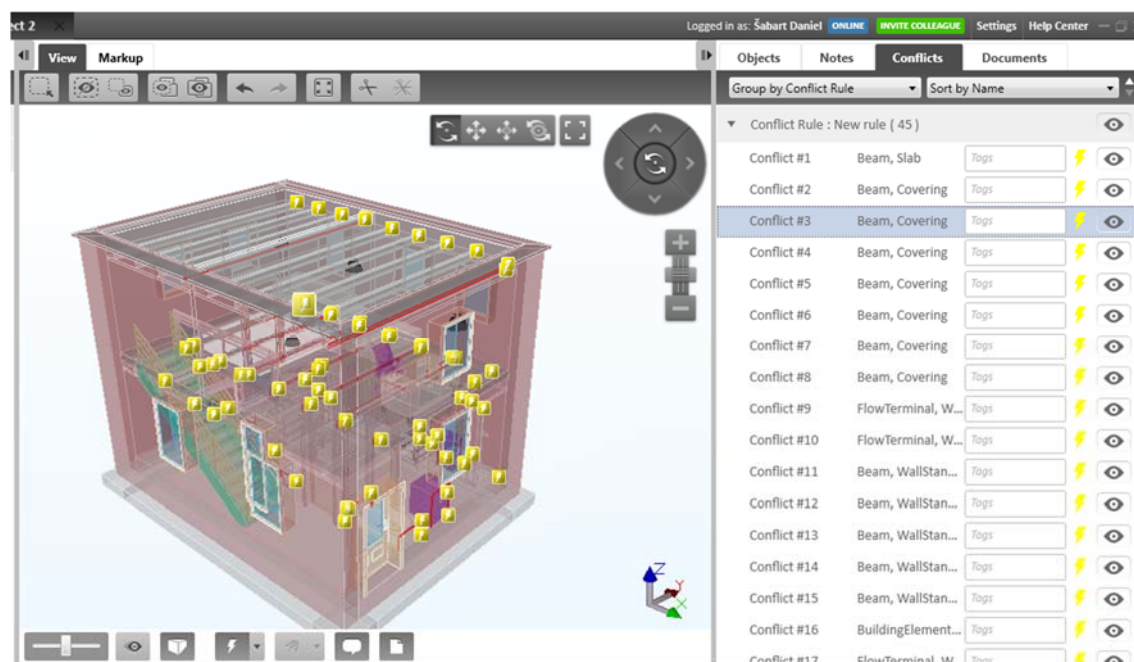 ect 2
Logged in as: Šabart Daniel ONLINE INVITE COLLEAGUE Settings Help Center
View Markup
Objects Notes Conflicts Documents
Group by Conflict Rule Sort by Name
Conflict Rule : New rule ( 45 )
Conflict #1 Beam, Slab Tags
Conflict #2 Beam, Covering Tags
Conflict #3 Beam, Covering Tags
Conflict #4 Beam, Covering Tags
Conflict #5 Beam, Covering Tags
Conflict #6 Beam, Covering Tags
Conflict #7 Beam, Covering Tags
Conflict #8 Beam, Covering Tags
Conflict #9 FlowTerminal, W... Tags
Conflict #10 FlowTerminal, W... Tags
Conflict #11 Beam, WallStan... Tags
Conflict #12 Beam, WallStan... Tags
Conflict #13 Beam, WallStan... Tags
Conflict #14 Beam, WallStan... Tags
Conflict #15 Beam, WallStan... Tags
Conflict #16 BuildingElement... Tags
Conflict #17 FlowTerminal, W... Tags
Z
Y
X